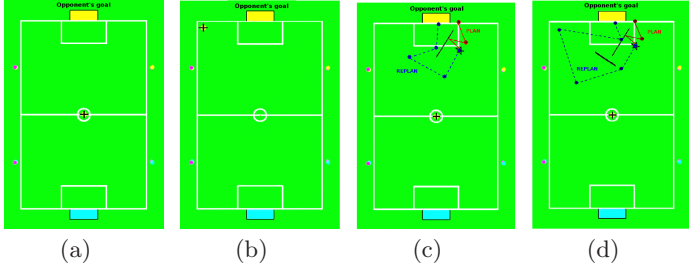 Opponent's goal
Opponent's goal
Opponent's goal
PLAN
REPLAN
Opponent's goal
PLAN
REPLAN
(a)
(b)
(c)
(d)